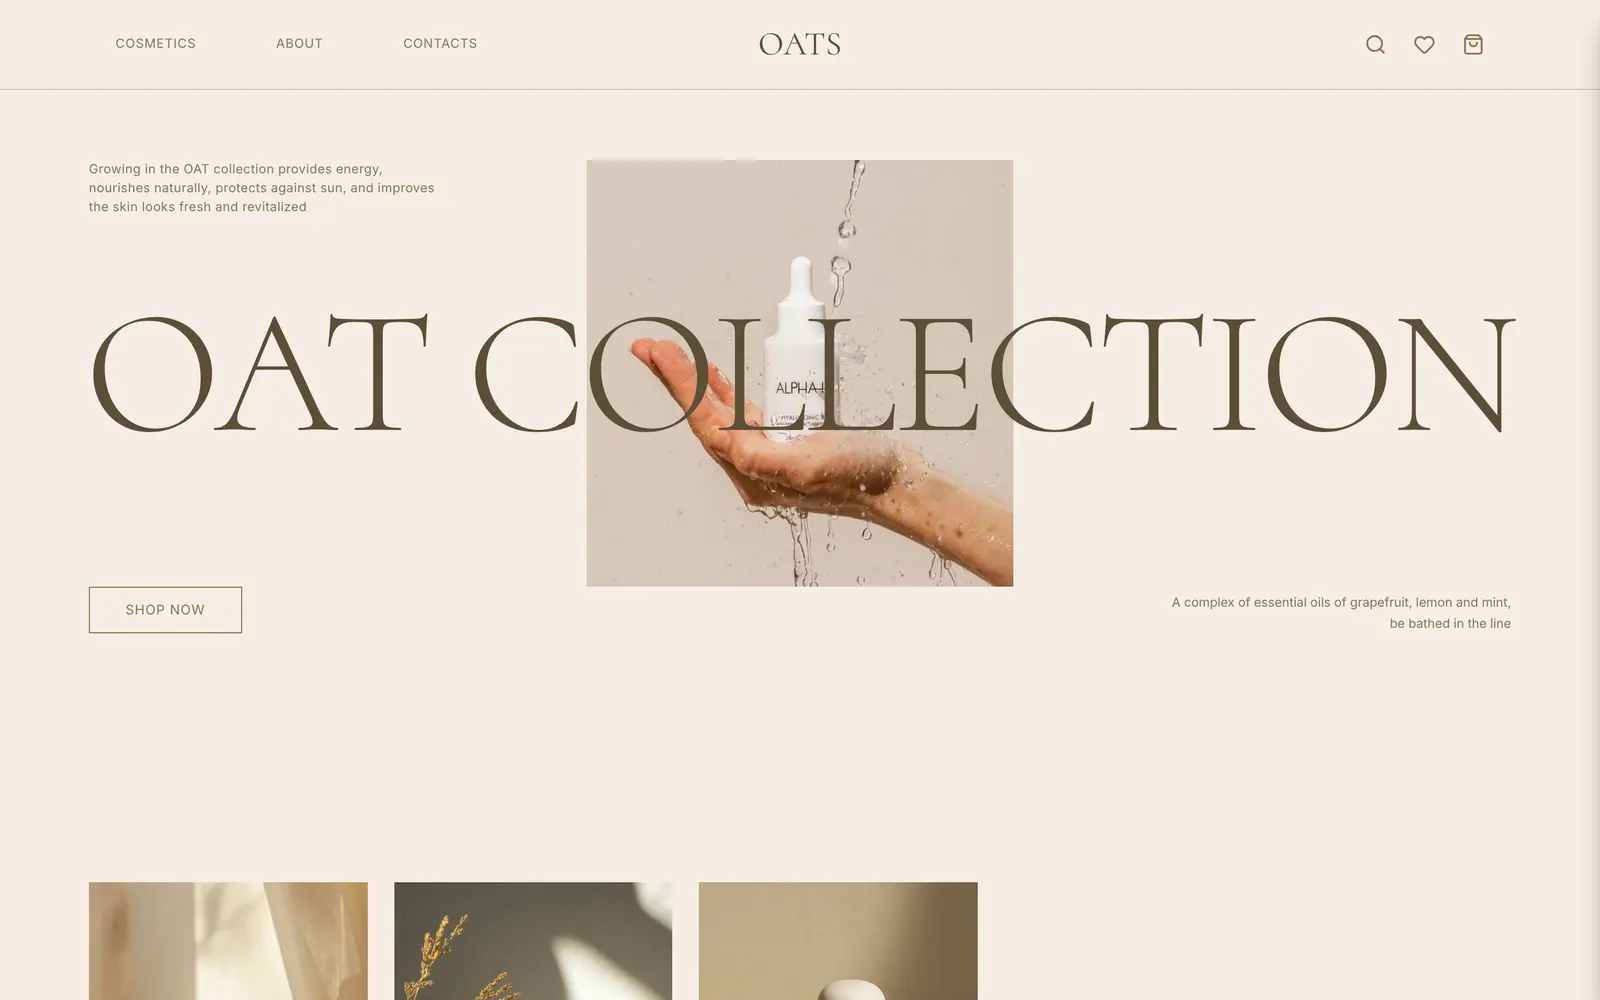 COSMETICS ABOUT CONTACTS OATS
Growing in the OAT collection provides energy,
nourishes naturally, protects against sun, and improves
the skin looks fresh and revitalized
OAT COLLECTION
ALPHA-H
SHOP NOW
A complex of essential oils of grapefruit, lemon and mint,
be bathed in the line